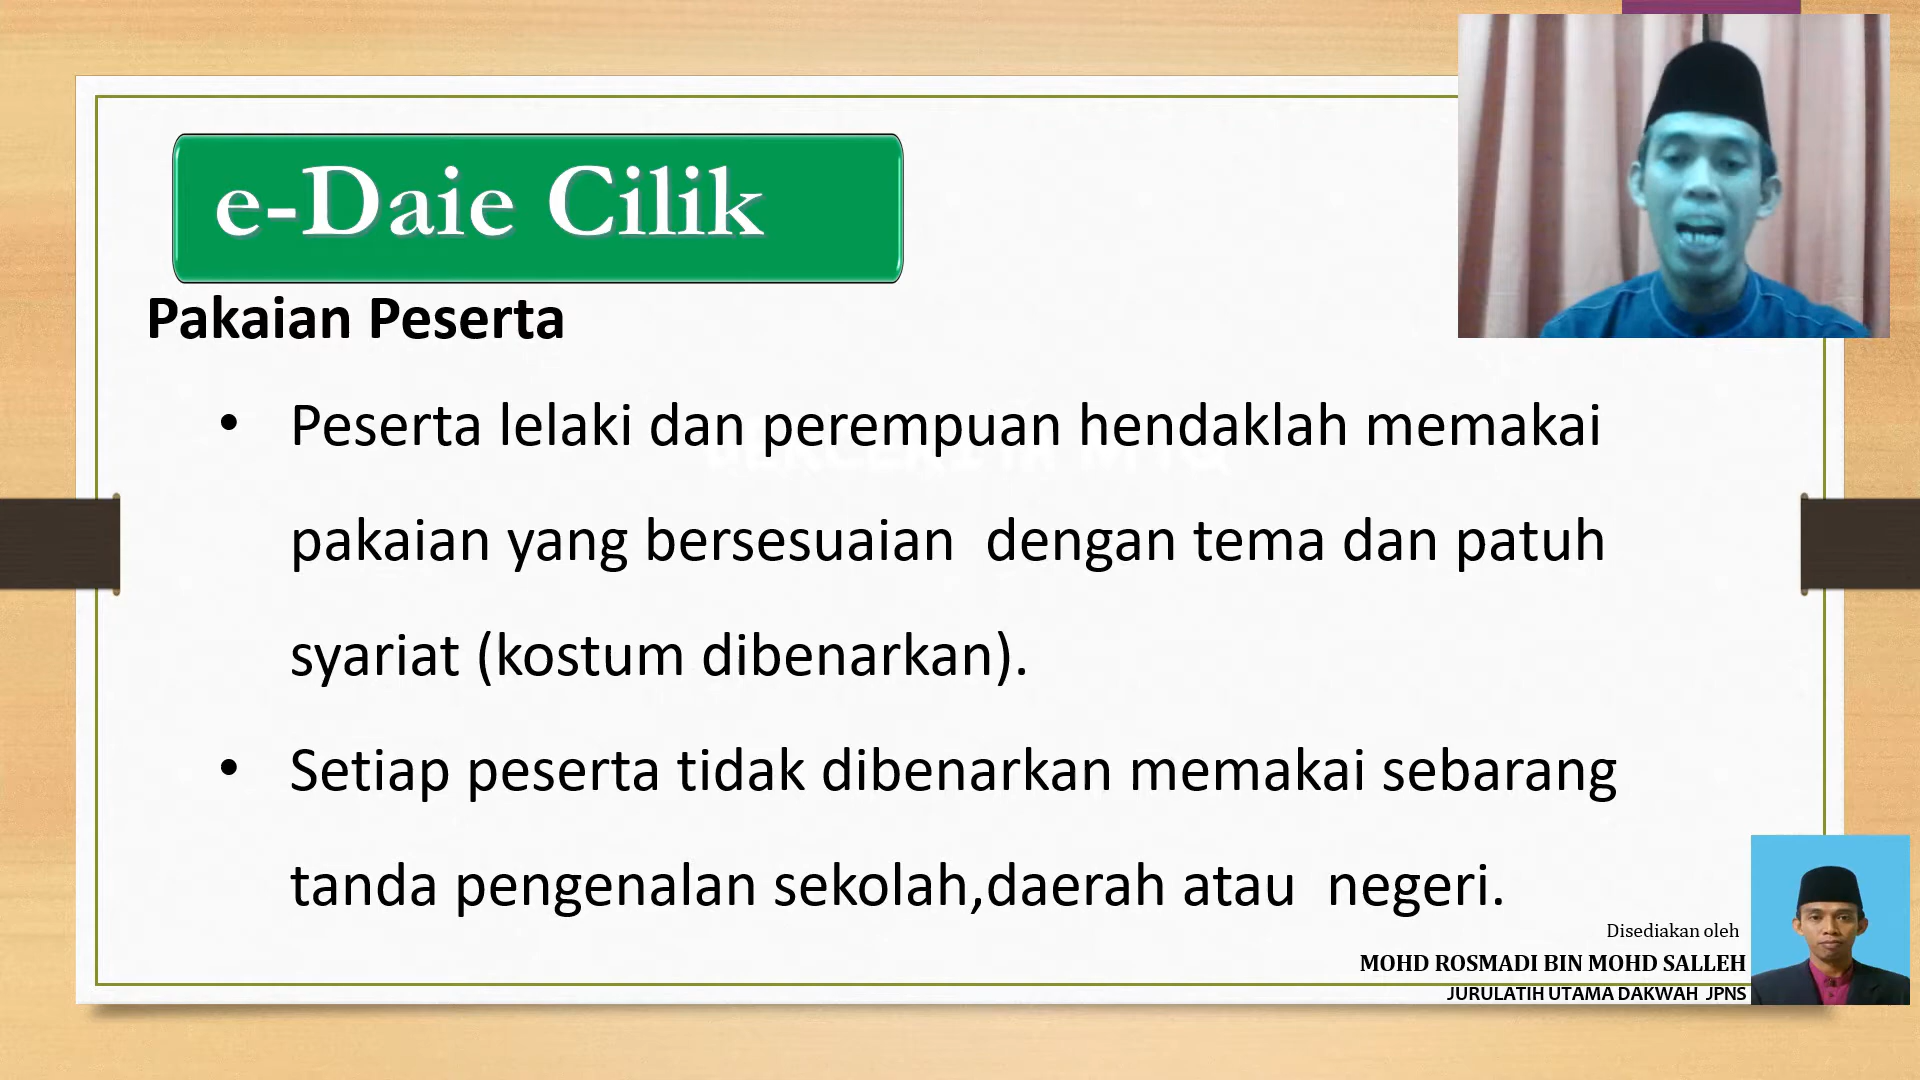 e-Daie Cilik
Pakaian Peserta
• Peserta lelaki dan perempuan hendaklah memakai
pakaian yang bersesuaian  dengan tema dan patuh
syariat (kostum dibenarkan).
• Setiap peserta tidak dibenarkan memakai sebarang
tanda pengenalan sekolah,daerah atau  negeri.
Disediakan oleh
MOHD ROSMADI BIN MOHD SALLEH
JURULATIH UTAMA DAKWAH  JPNS